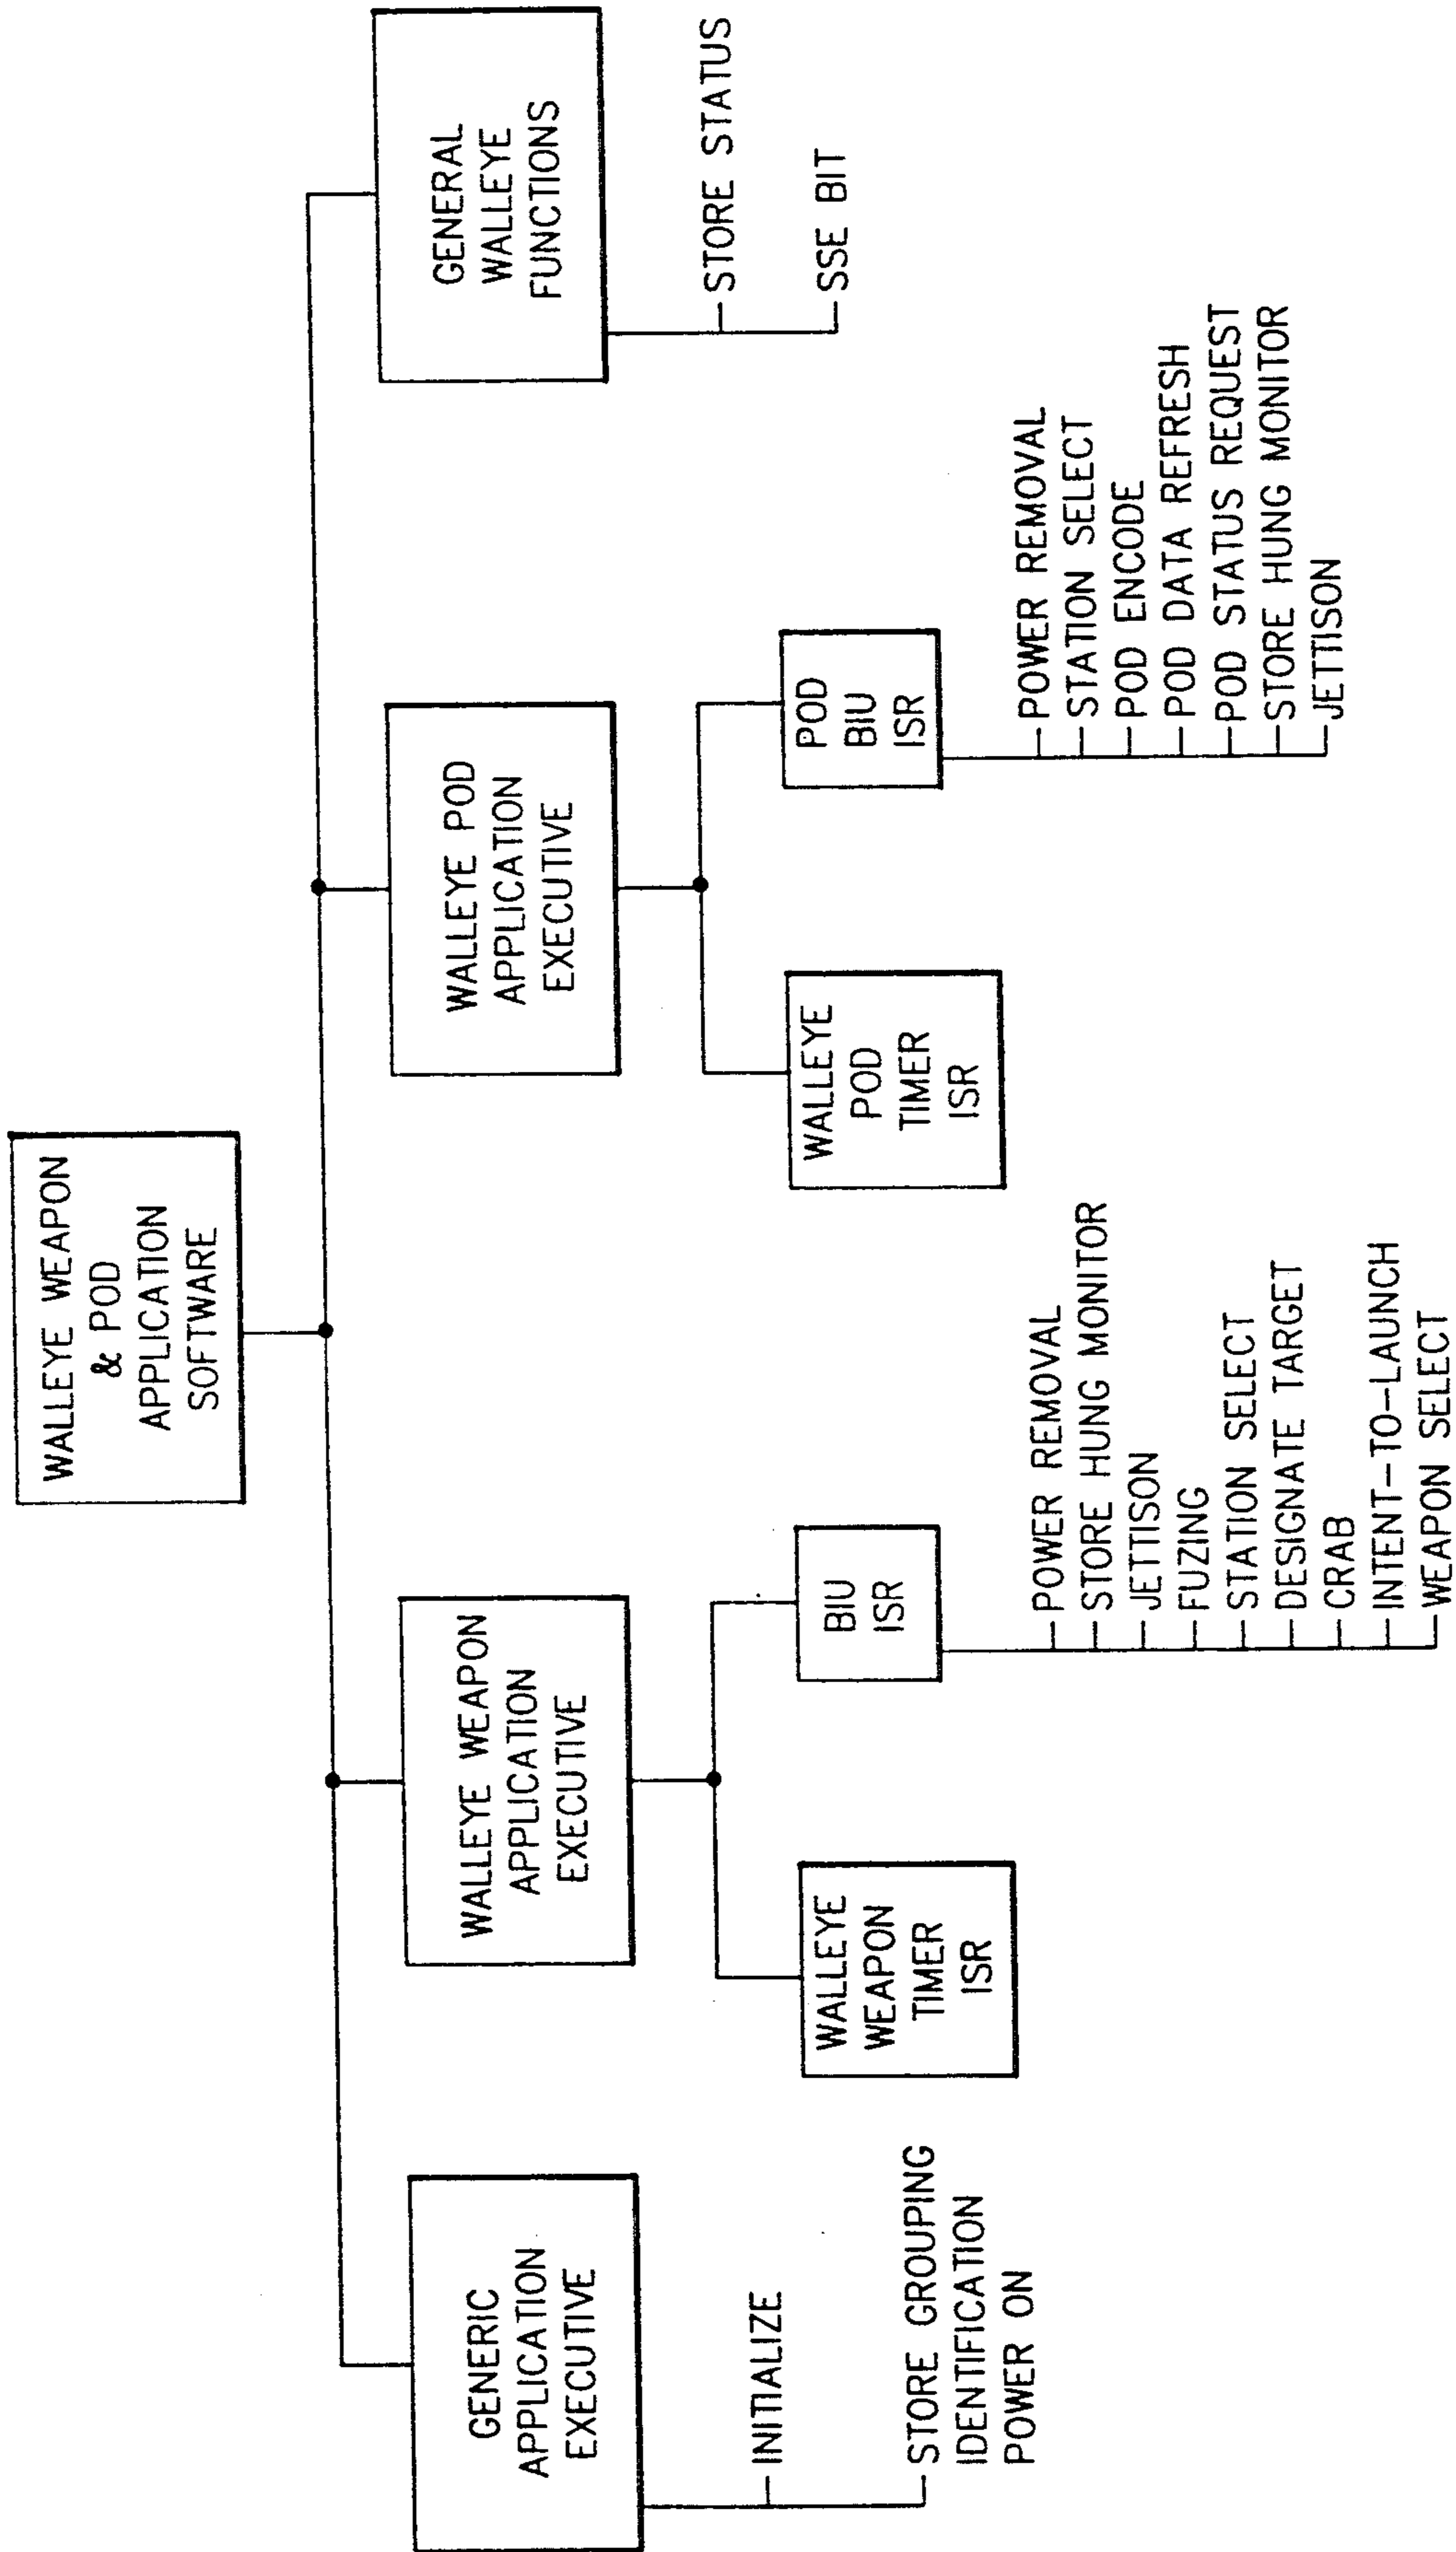 WALLEYE WEAPON
& POD
APPLICATION
SOFTWARE
GENERIC
APPLICATION
EXECUTIVE
INITIALIZE
STORE GROUPING
IDENTIFICATION
POWER ON
WALLEYE WEAPON
APPLICATION
EXECUTIVE
WALLEYE
WEAPON
TIMER
ISR
BIU
ISR
POWER REMOVAL
STORE HUNG MONITOR
JETTISON
FUZING
STATION SELECT
DESIGNATE TARGET
CRAB
INTENT-TO-LAUNCH
WEAPON SELECT
WALLEYE POD
APPLICATION
EXECUTIVE
WALLEYE
POD
TIMER
ISR
POD
BIU
ISR
POWER REMOVAL
STATION SELECT
POD ENCODE
POD DATA REFRESH
POD STATUS REQUEST
STORE HUNG MONITOR
JETTISON
GENERAL
WALLEYE
FUNCTIONS
STORE STATUS
SSE BIT